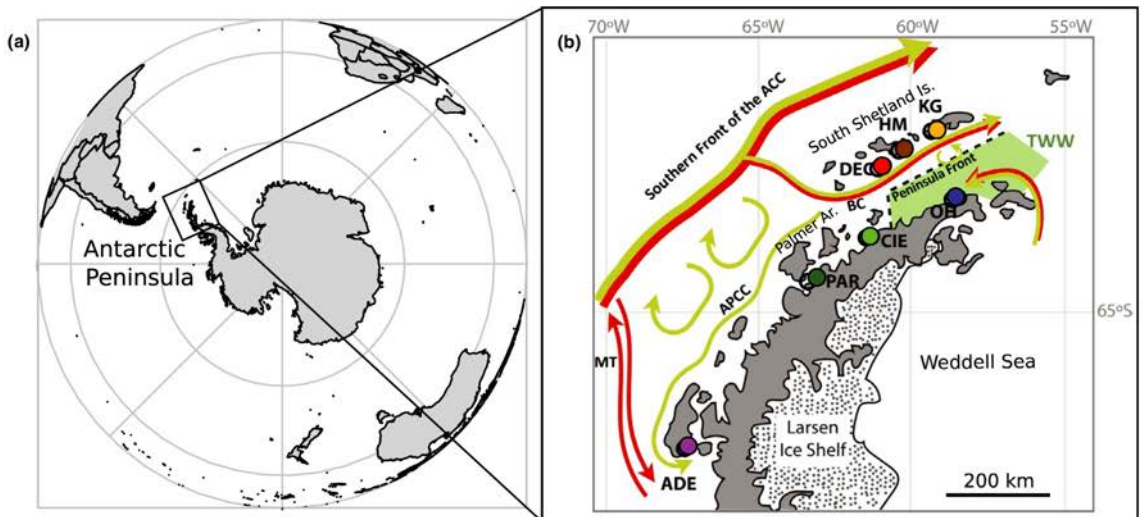 (a)
Antarctic
Peninsula
(b)
70°W
65°W
60°W
55°W
Southern Front of the ACC
South Shetland Is.
KG
HM
DEC
TWW
Peninsula Front
BC
OH
Palmer Ar.
CIE
PAR
APCC
65°S
MT
Weddell Sea
Larsen
Ice Shelf
ADE
200 km